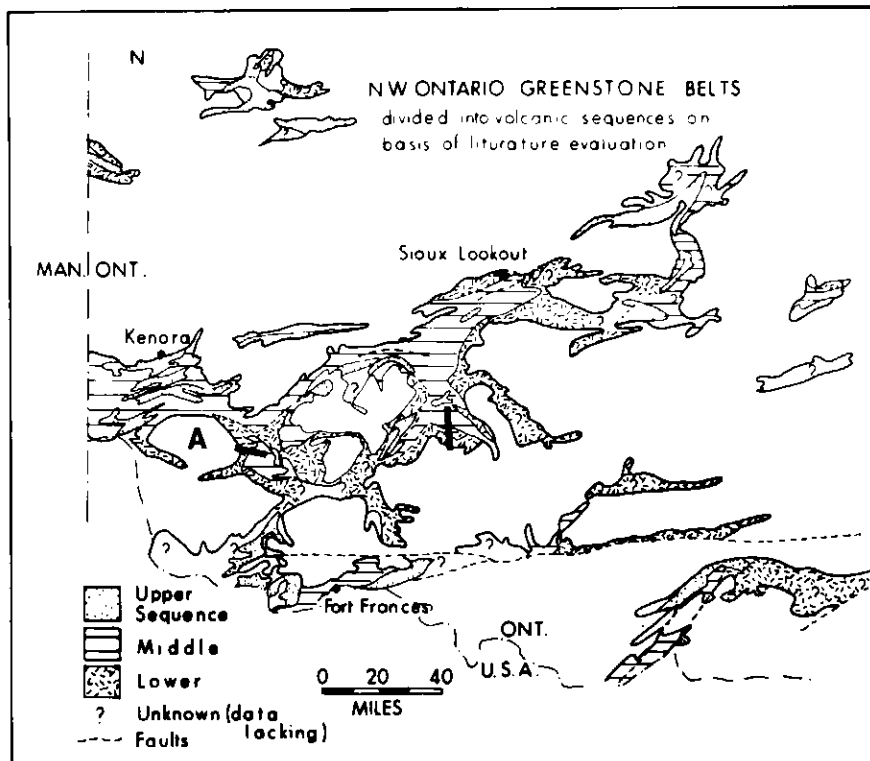 N
NW ONTARIO GREENSTONE BELTS
divided into volcanic sequences on
basis of liturature evaluation
Sioux Lookout
MAN. ONT.
Kenora
?
A
?
?
?
Fort Frances
ONT.
U.S.A.
Upper
Sequence
Middle
Lower
? Unknown (data
lacking)
Faults
0 20 40
MILES